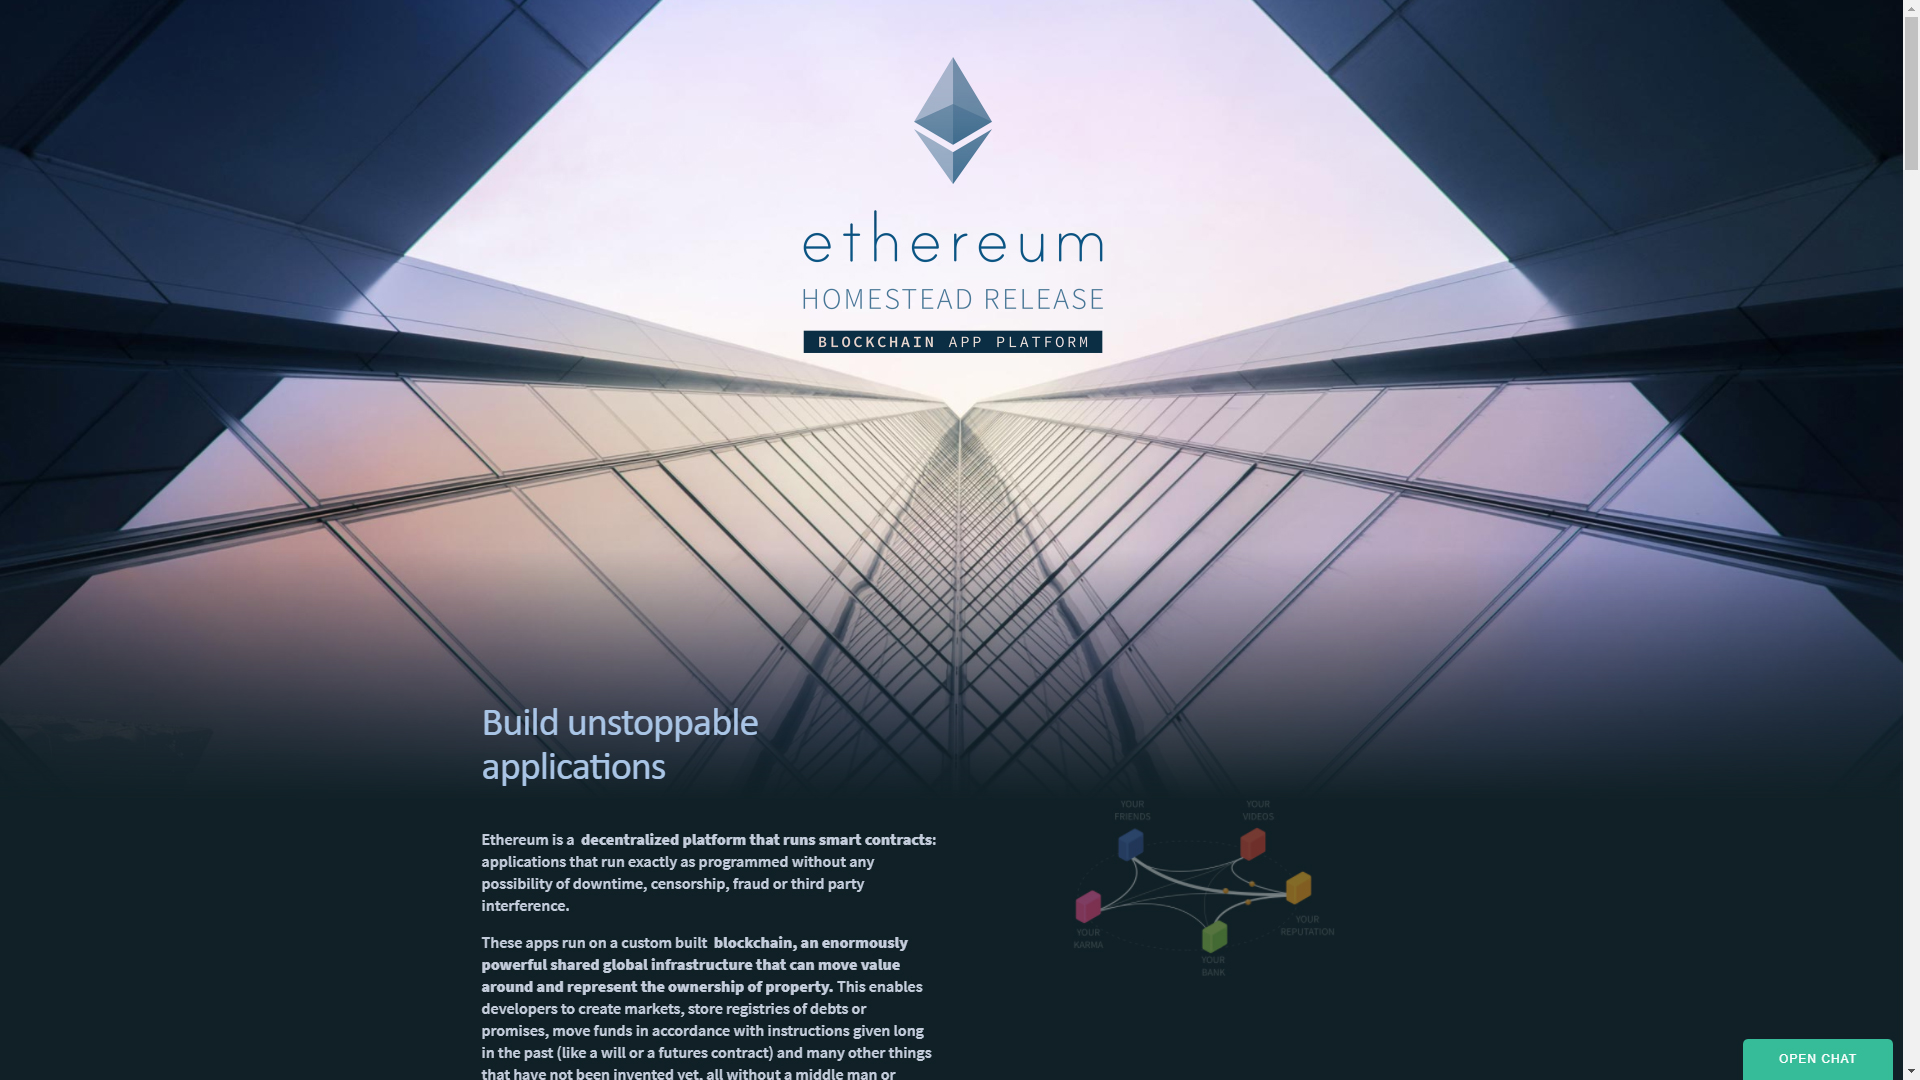 ethereum
HOMESTEAD RELEASE
BLOCKCHAIN APP PLATFORM
Build unstoppable
applications
Ethereum is a decentralized platform that runs smart contracts:
applications that run exactly as programmed without any
possibility of downtime, censorship, fraud or third party
interference.
These apps run on a custom built blockchain, an enormously
powerful shared global infrastructure that can move value
around and represent the ownership of property. This enables
developers to create markets, store registries of debts or
promises, move funds in accordance with instructions given long
in the past (like a will or a futures contract) and many other things
that have not been invented yet, all without a middle man or
YOUR
FRIENDS
YOUR
VIDEOS
YOUR
KARMA
YOUR
REPUTATION
YOUR
BANK
OPEN CHAT